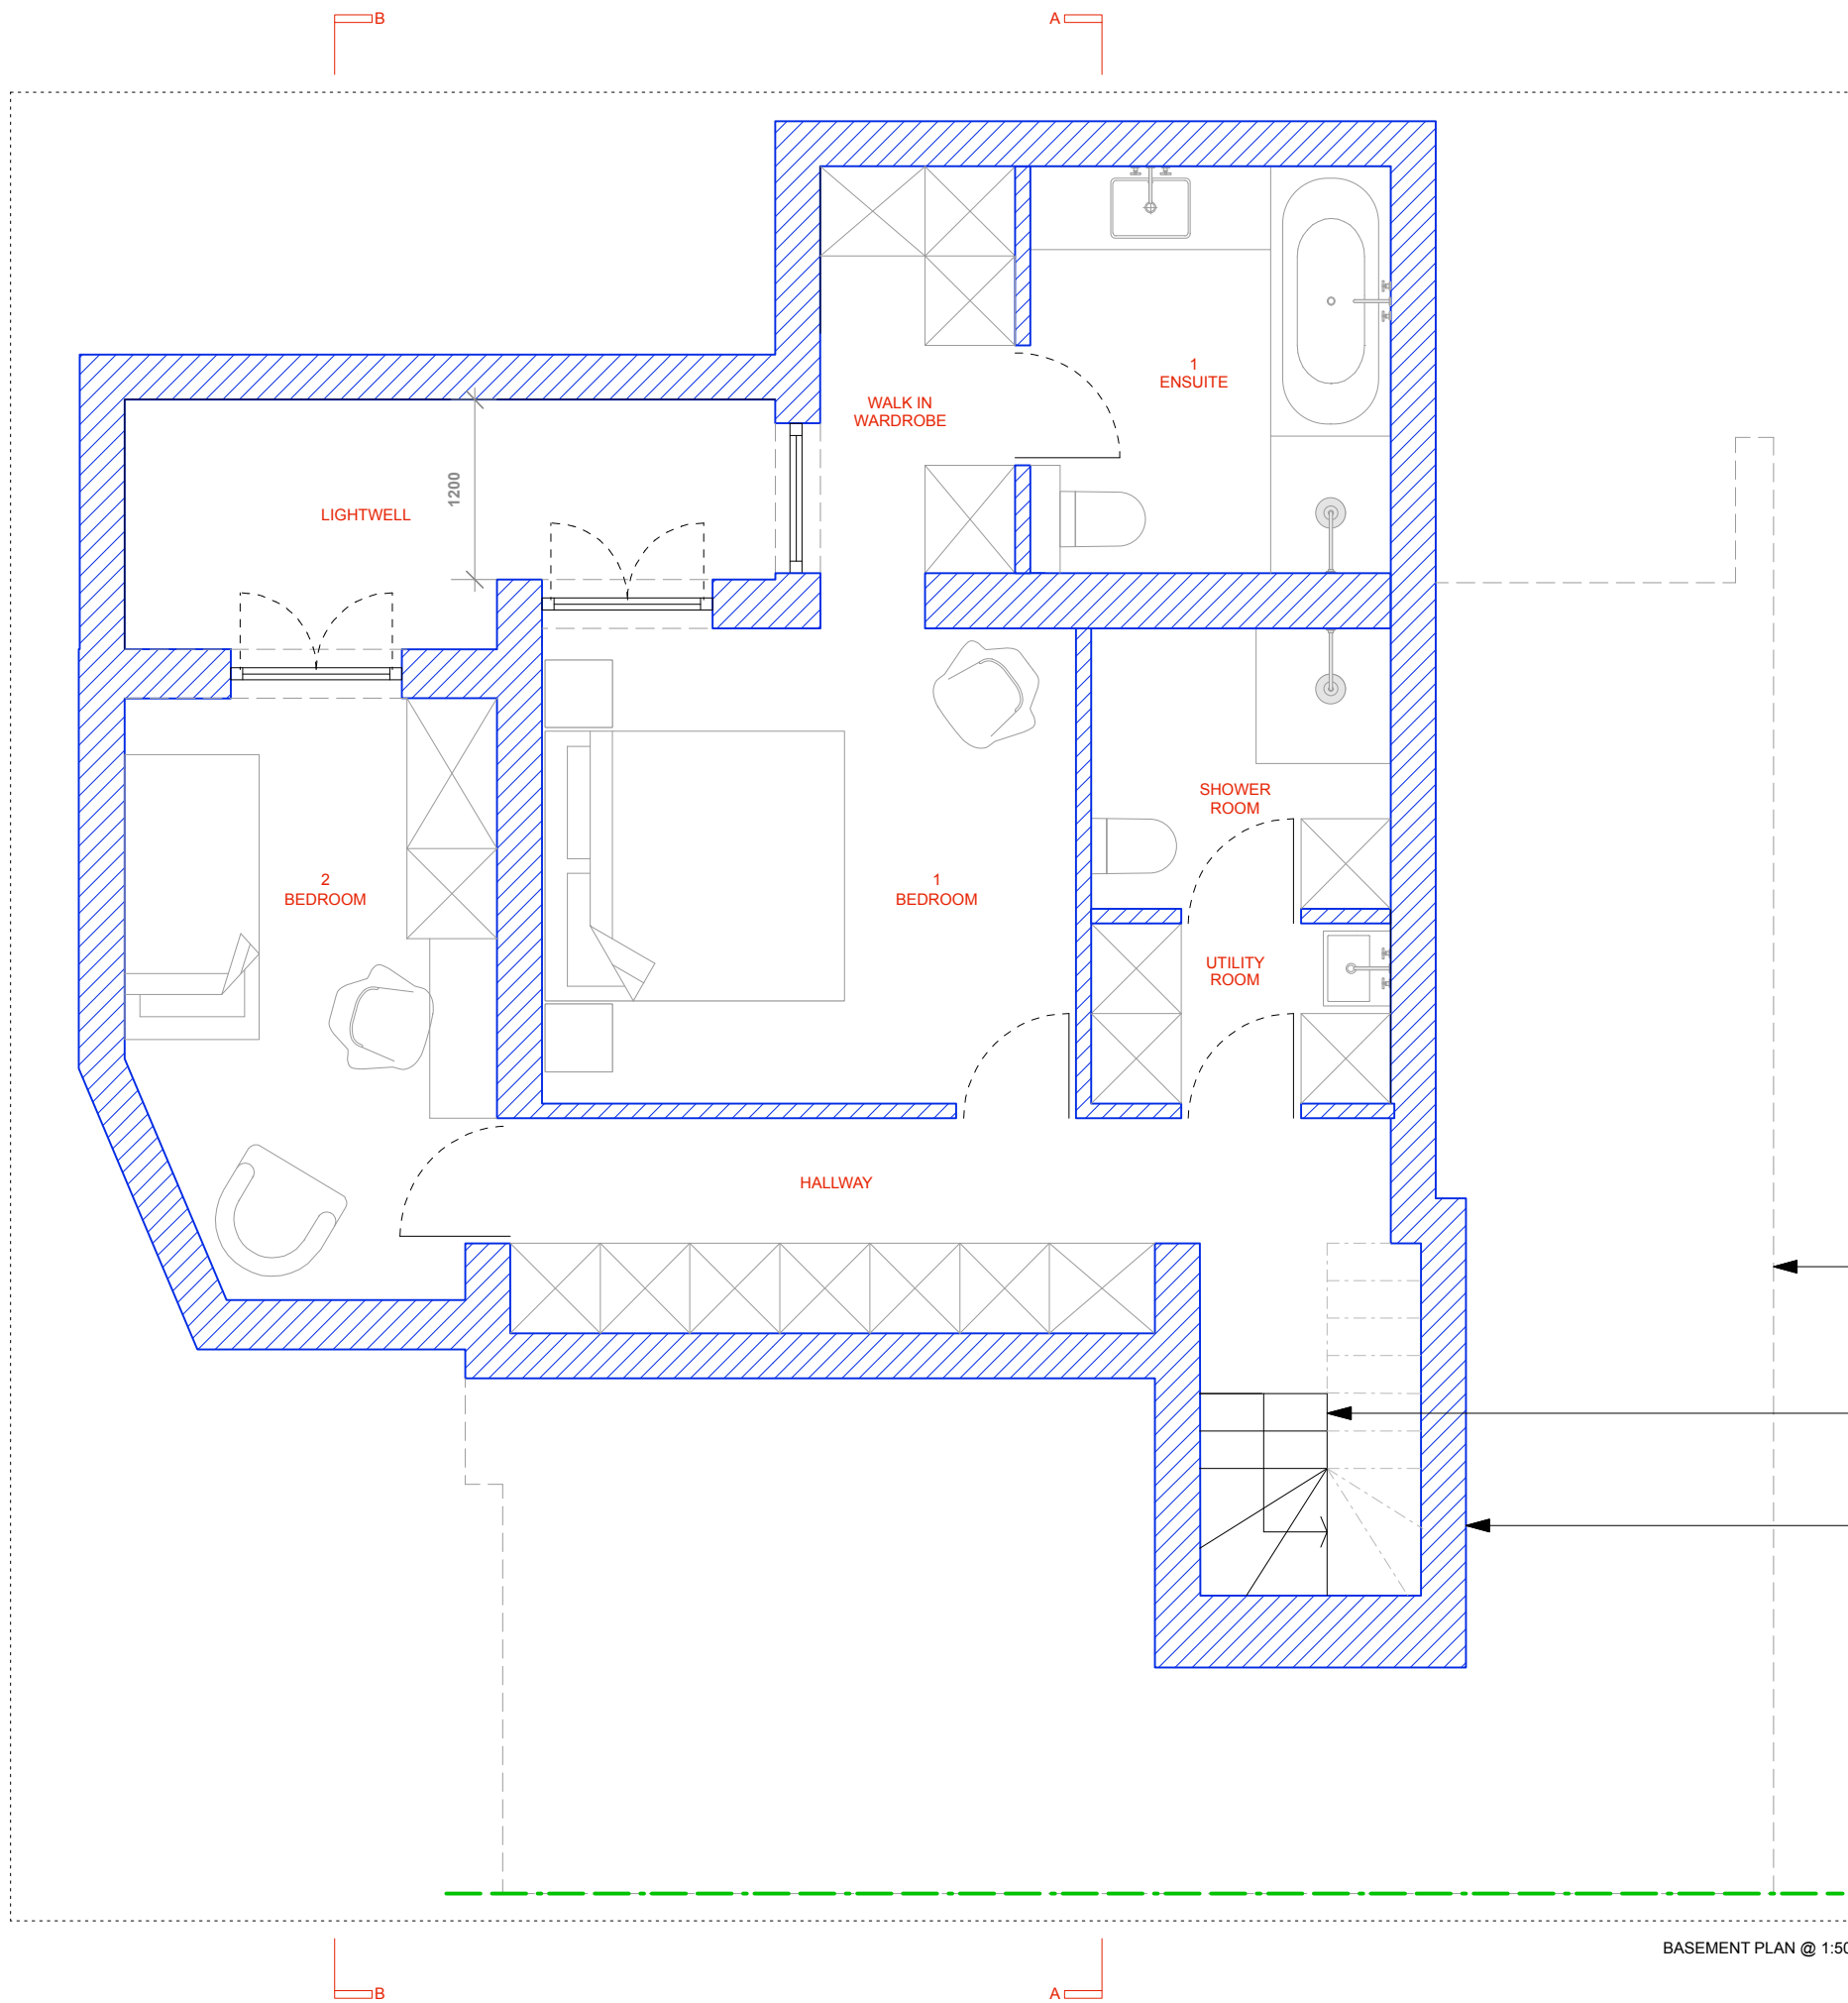 B
A
1
ENSUITE
WALK IN
WARDROBE
1200
LIGHTWELL
SHOWER
ROOM
2
BEDROOM
1
BEDROOM
UTILITY
ROOM
HALLWAY
BASEMENT PLAN @ 1:50
B
A